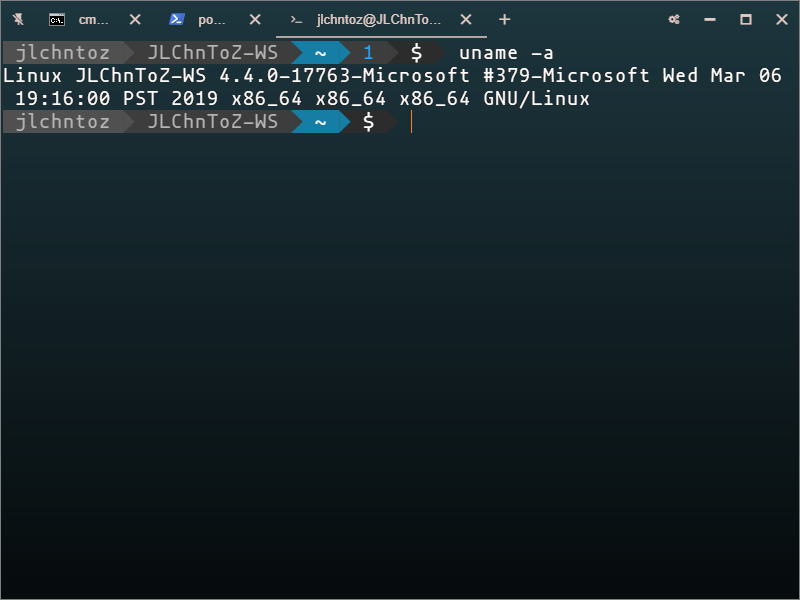 cm... po... jlchntoz@JLChnTo...
jlchntoz JLChnToZ-WS ~ 1 $ uname -a
Linux JLChnToZ-WS 4.4.0-17763-Microsoft #379-Microsoft Wed Mar 06
19:16:00 PST 2019 x86_64 x86_64 x86_64 GNU/Linux
jlchntoz JLChnToZ-WS ~ $